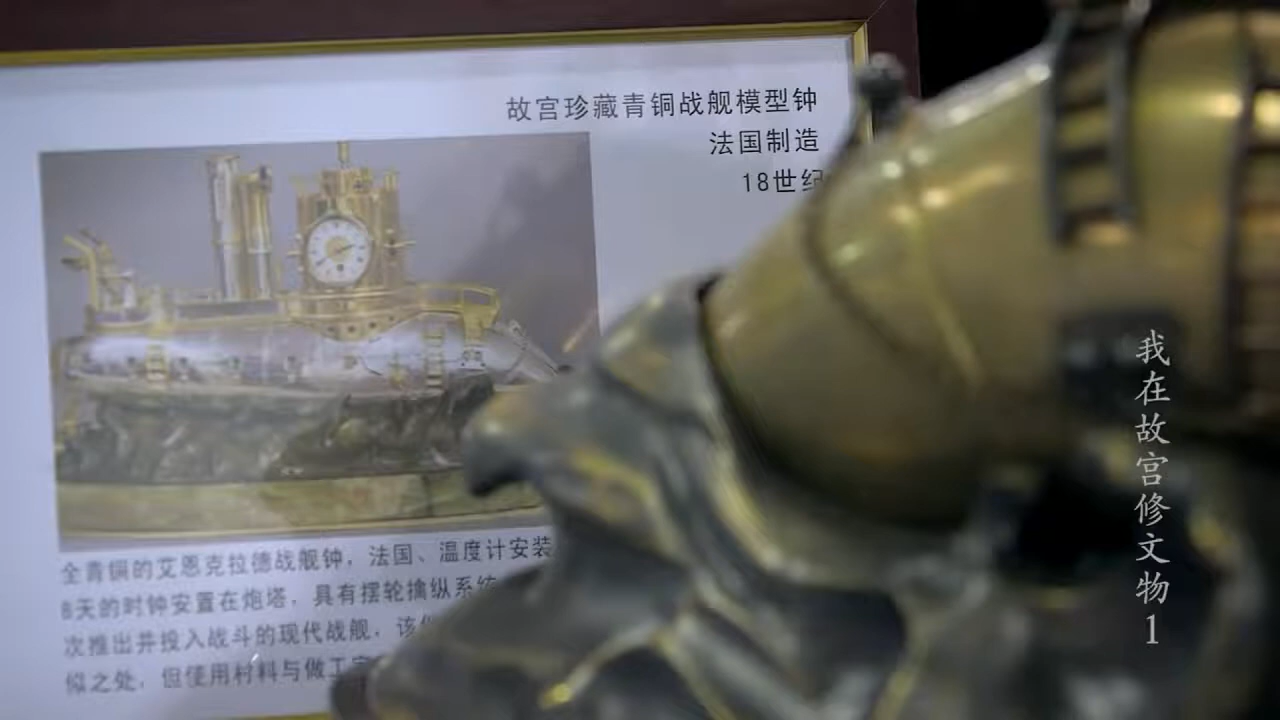 故宫珍藏青铜战舰模型钟
法国制造
18世纪
全青铜的艾恩克拉德战舰钟，法国、温度计安装
8天的时钟安置在炮塔，具有摆轮擒纵系统
次推出并投入战斗的现代战舰，该
似之处，但使用材料与做工
我在故宫修文物1